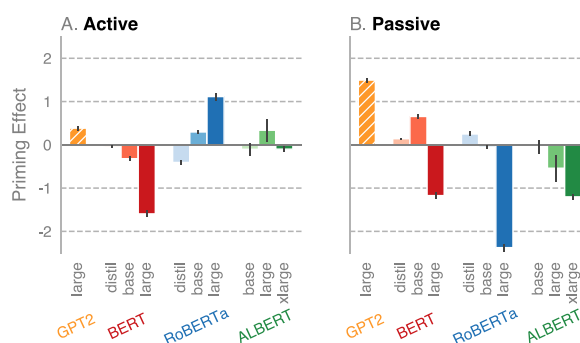 A. Active
B. Passive
Priming Effect
2
1
0
-1
-2
large
distil
base
large
distil
base
large
base
large
xlarge
GPT2
BERT
RoBERTa
ALBERT
large
distil
base
large
distil
base
large
base
large
xlarge
GPT2
BERT
RoBERTa
ALBERT